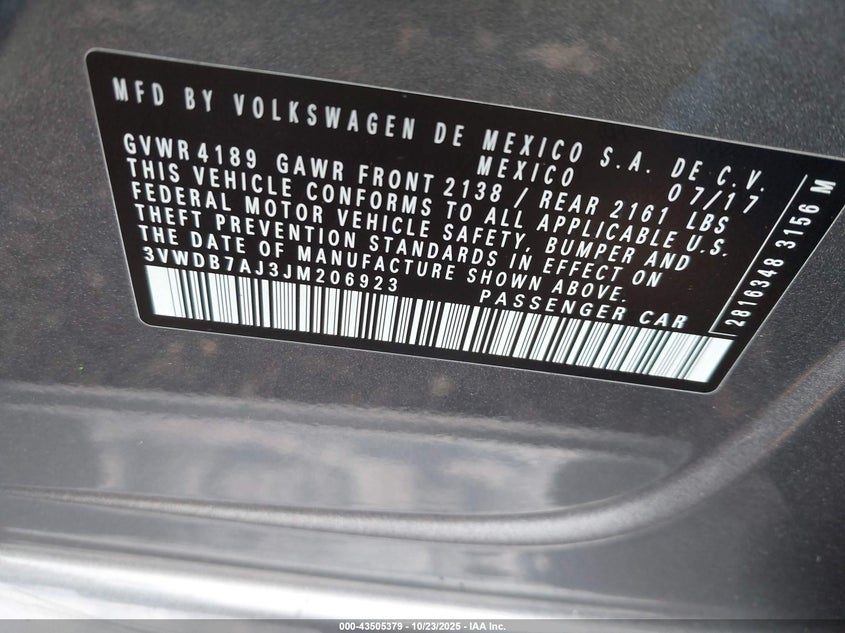 MFD BY VOLKSWAGEN DE MEXICO S.A. DE C.V.
MEXICO 07/17
GVWR 4189 GAWR FRONT 2138 / REAR 2161 LBS
THIS VEHICLE CONFORMS TO ALL APPLICABLE U.S.
FEDERAL MOTOR VEHICLE SAFETY, BUMPER AND
THEFT PREVENTION STANDARDS IN EFFECT ON
THE DATE OF MANUFACTURE SHOWN ABOVE.
3VWDB7AJ3JM206923 PASSENGER CAR
2816348 3156 M
000-43505379 - 10/23/2025 - IAA Inc.